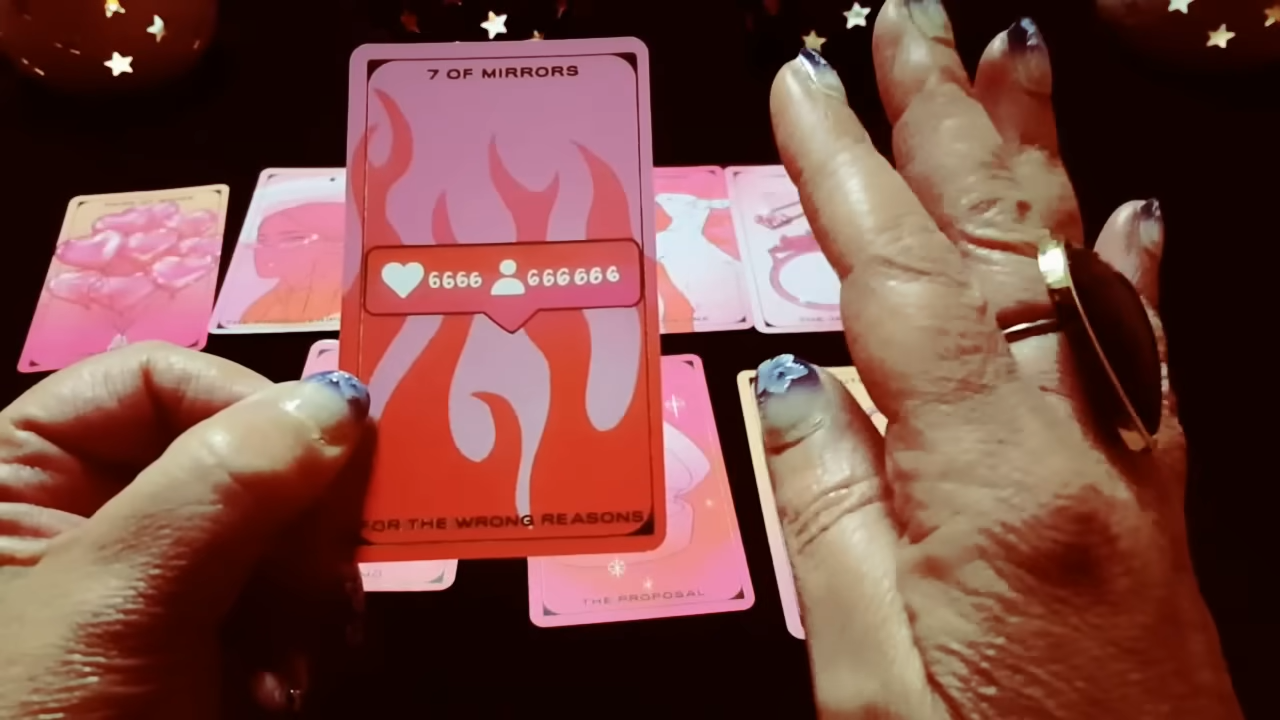 7 OF MIRRORS
6666 666666
FOR THE WRONG REASONS
THE PROPOSAL